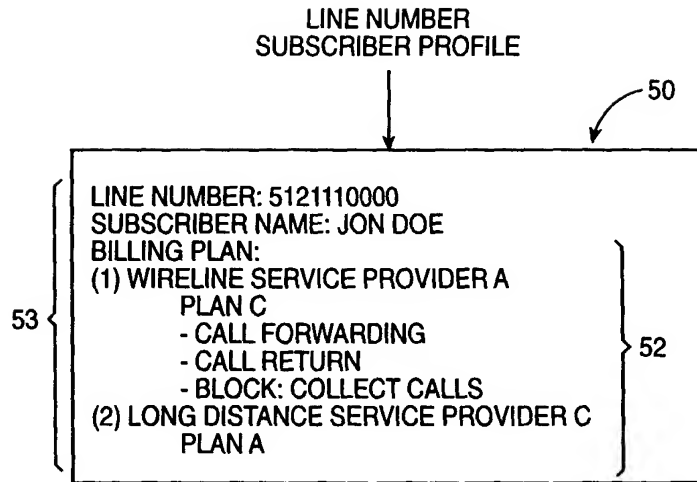 LINE NUMBER
SUBSCRIBER PROFILE
50
LINE NUMBER: 5121110000
SUBSCRIBER NAME: JON DOE
BILLING PLAN:
(1) WIRELINE SERVICE PROVIDER A
PLAN C
- CALL FORWARDING
- CALL RETURN
- BLOCK: COLLECT CALLS
(2) LONG DISTANCE SERVICE PROVIDER C
PLAN A
53
52